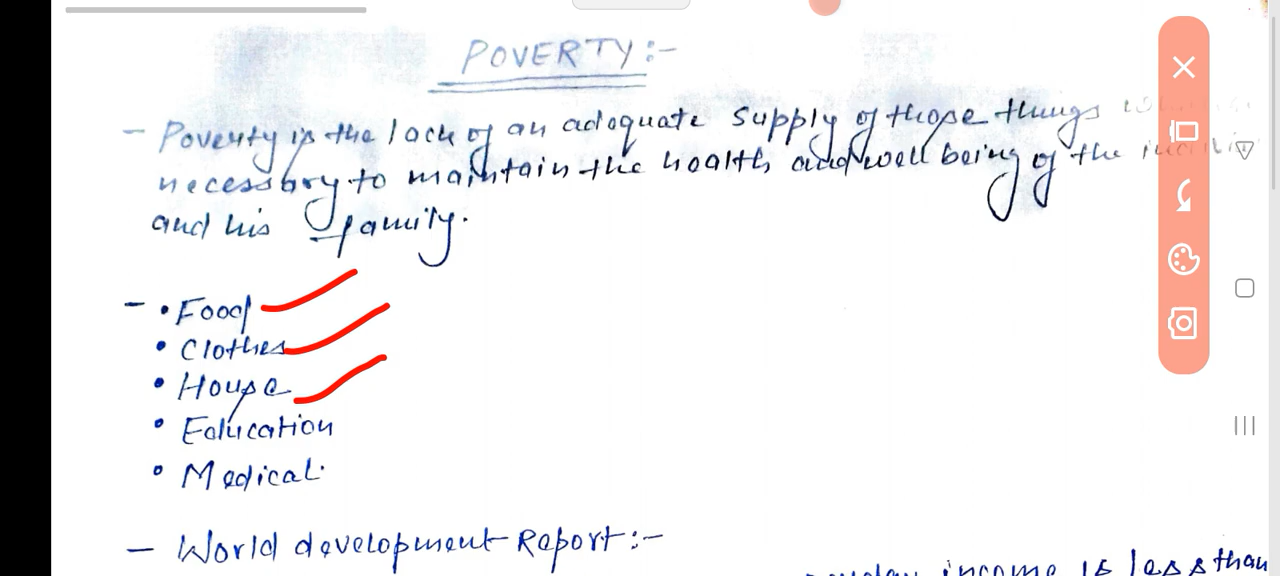 POVERTY:-
- Poverty is the lack of an adequate supply of those things
necessary to maintain the health and well being of the
and his family.
- • Food
• Clothes
• House
• Education
• Medical.
- World development Report:-
income is less than